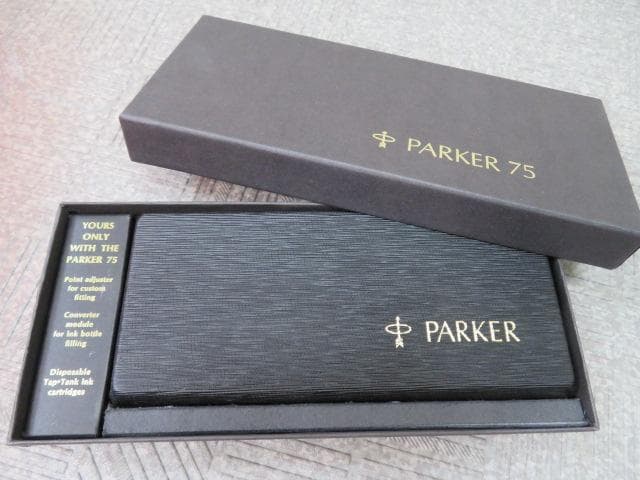 PARKER 75
YOURS
ONLY
WITH THE
PARKER 75
Point adjuster
for custom
fitting
Converter
module
for ink bottle
filling
Disposable
Tap•Tank Ink
cartridges
PARKER